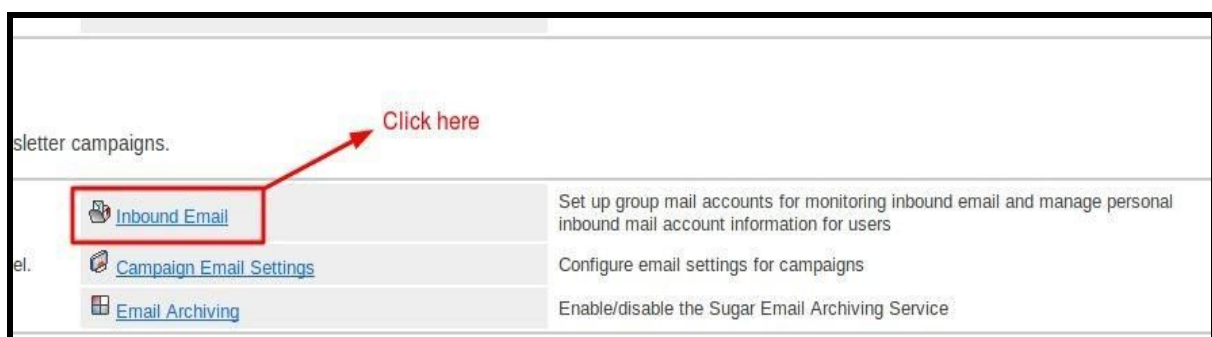 Click here
sletter campaigns.
Inbound Email
Set up group mail accounts for monitoring inbound email and manage personal
inbound mail account information for users
el.
Campaign Email Settings
Configure email settings for campaigns
Email Archiving
Enable/disable the Sugar Email Archiving Service